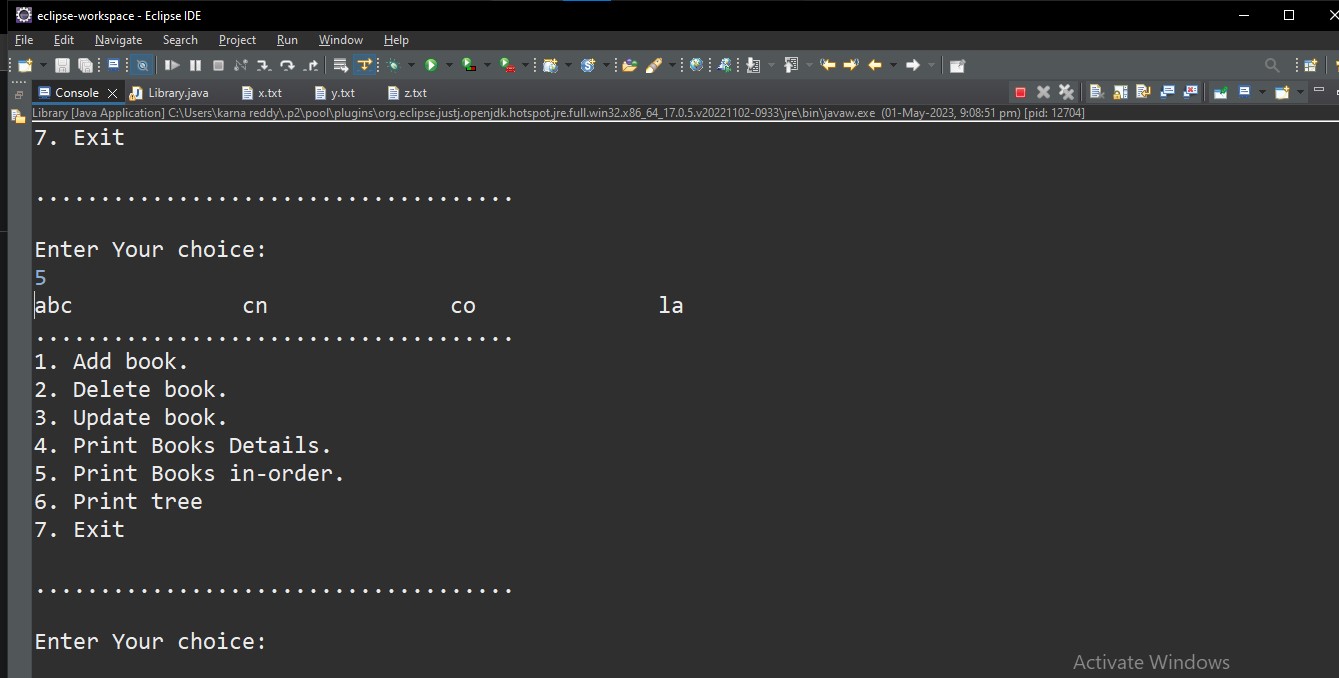 eclipse-workspace - Eclipse IDE
File Edit Navigate Search Project Run Window Help
Console Library.java x.txt y.txt z.txt
Library [Java Application] C:\Users\karna reddy\.p2\pool\plugins\org.eclipse.justj.openjdk.hotspot.jre.full.win32.x86_64_17.0.5.v20221102-0933\jre\bin\javaw.exe (01-May-2023, 9:08:51 pm) [pid: 12704]
7. Exit
.....................................
Enter Your choice:
5
abc cn co la
.....................................
1. Add book.
2. Delete book.
3. Update book.
4. Print Books Details.
5. Print Books in-order.
6. Print tree
7. Exit
.....................................
Enter Your choice:
Activate Windows